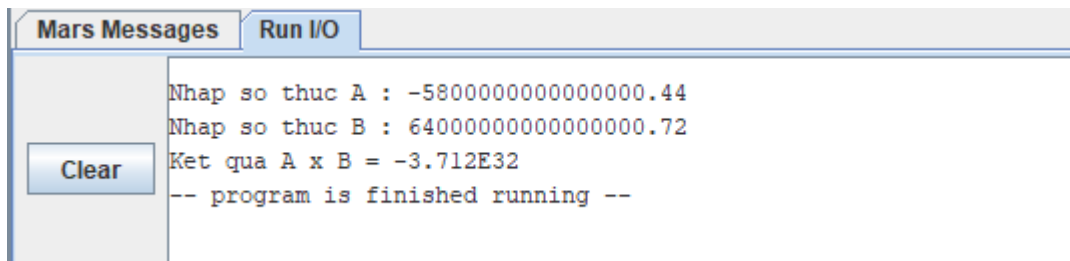 Mars Messages Run I/O
Nhap so thuc A : -5800000000000000.44
Nhap so thuc B : 64000000000000000.72
Ket qua A x B = -3.712E32
-- program is finished running --
Clear